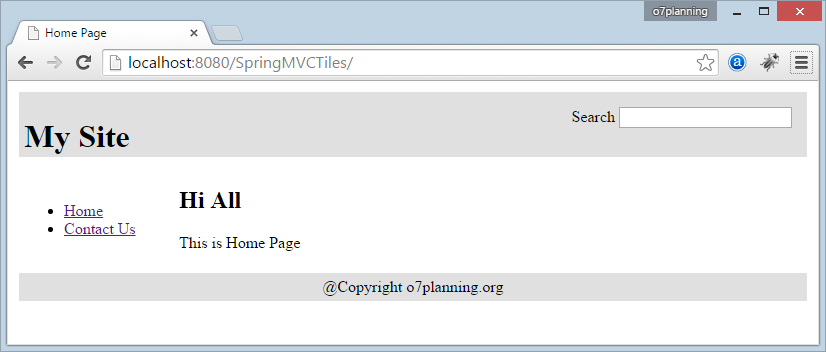 o7planning
Home Page
localhost:8080/SpringMVCTiles/
a
My Site
Search
Home
Contact Us
Hi All
This is Home Page
@Copyright o7planning.org